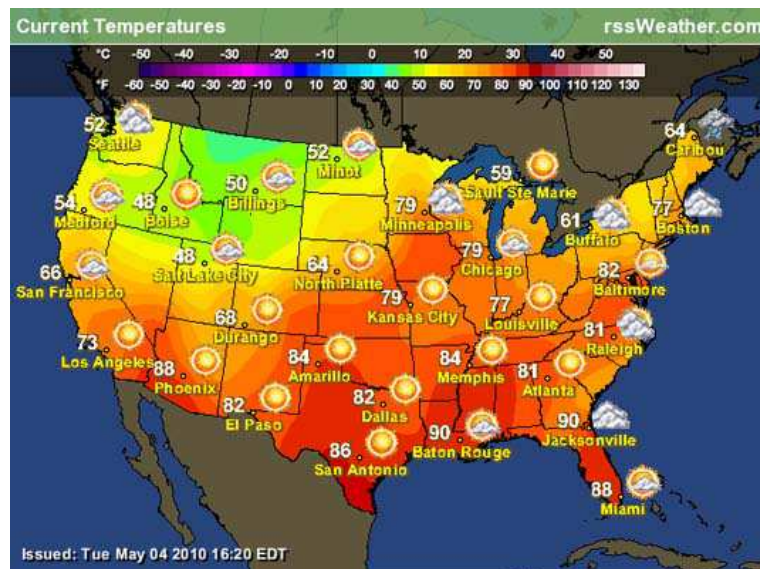 Current Temperatures rssWeather.com
°C -50 -40 -30 -20 -10 0 10 20 30 40 50
°F -60 -50 -40 -30 -20 -10 0 10 20 30 40 50 60 70 80 90 100 110 120 130
52
Seattle
64
Caribou
52
Minot
59
Sault Ste Marie
54
Medford
48
Boise
50
Billings
79
Minneapolis
61
Buffalo
77
Boston
48
Salt Lake City
66
San Francisco
64
North Platte
79
Chicago
82
Baltimore
79
Kansas City
77
Louisville
68
Durango
73
Los Angeles
81
Raleigh
88
Phoenix
84
Amarillo
84
Memphis
81
Atlanta
82
El Paso
82
Dallas
90
Jacksonville
86
San Antonio
90
Baton Rouge
88
Miami
Issued: Tue May 04 2010 16:20 EDT